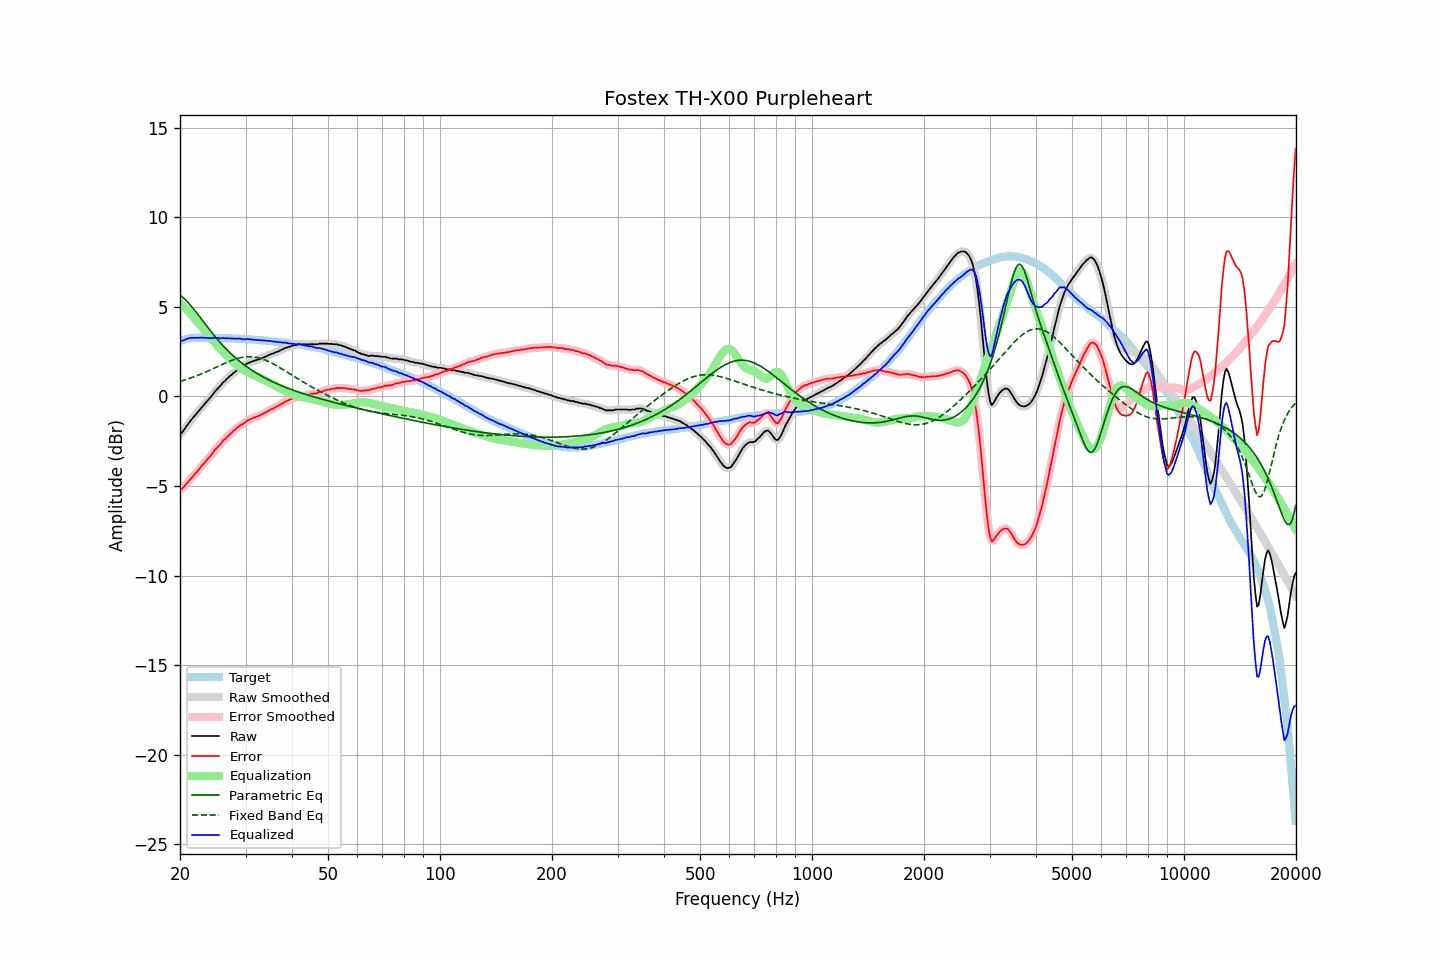 Fostex TH-X00 Purpleheart
15
10
5
0
−5
−10
−15
−20
−25
Amplitude (dBr)
Target
Raw Smoothed
Error Smoothed
Raw
Error
Equalization
Parametric Eq
Fixed Band Eq
Equalized
20 50 100 200 500 1000 2000 5000 10000 20000
Frequency (Hz)